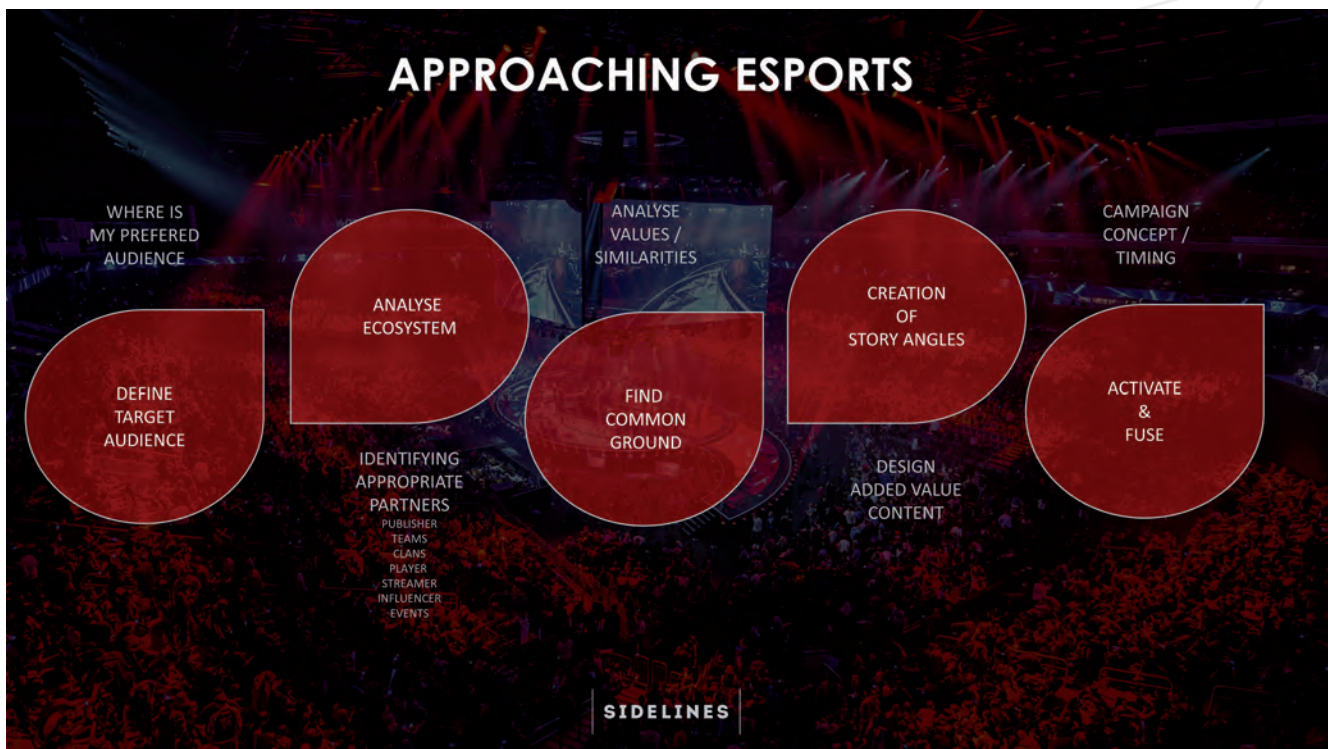 APPROACHING ESPORTS
WHERE IS
MY PREFERED
AUDIENCE
DEFINE
TARGET
AUDIENCE
ANALYSE
ECOSYSTEM
IDENTIFYING
APPROPRIATE
PARTNERS
PUBLISHER
TEAMS
CLANS
PLAYER
STREAMER
INFLUENCER
EVENTS
ANALYSE
VALUES /
SIMILARITIES
FIND
COMMON
GROUND
CREATION
OF
STORY ANGLES
DESIGN
ADDED VALUE
CONTENT
CAMPAIGN
CONCEPT /
TIMING
ACTIVATE
&
FUSE
SIDELINES